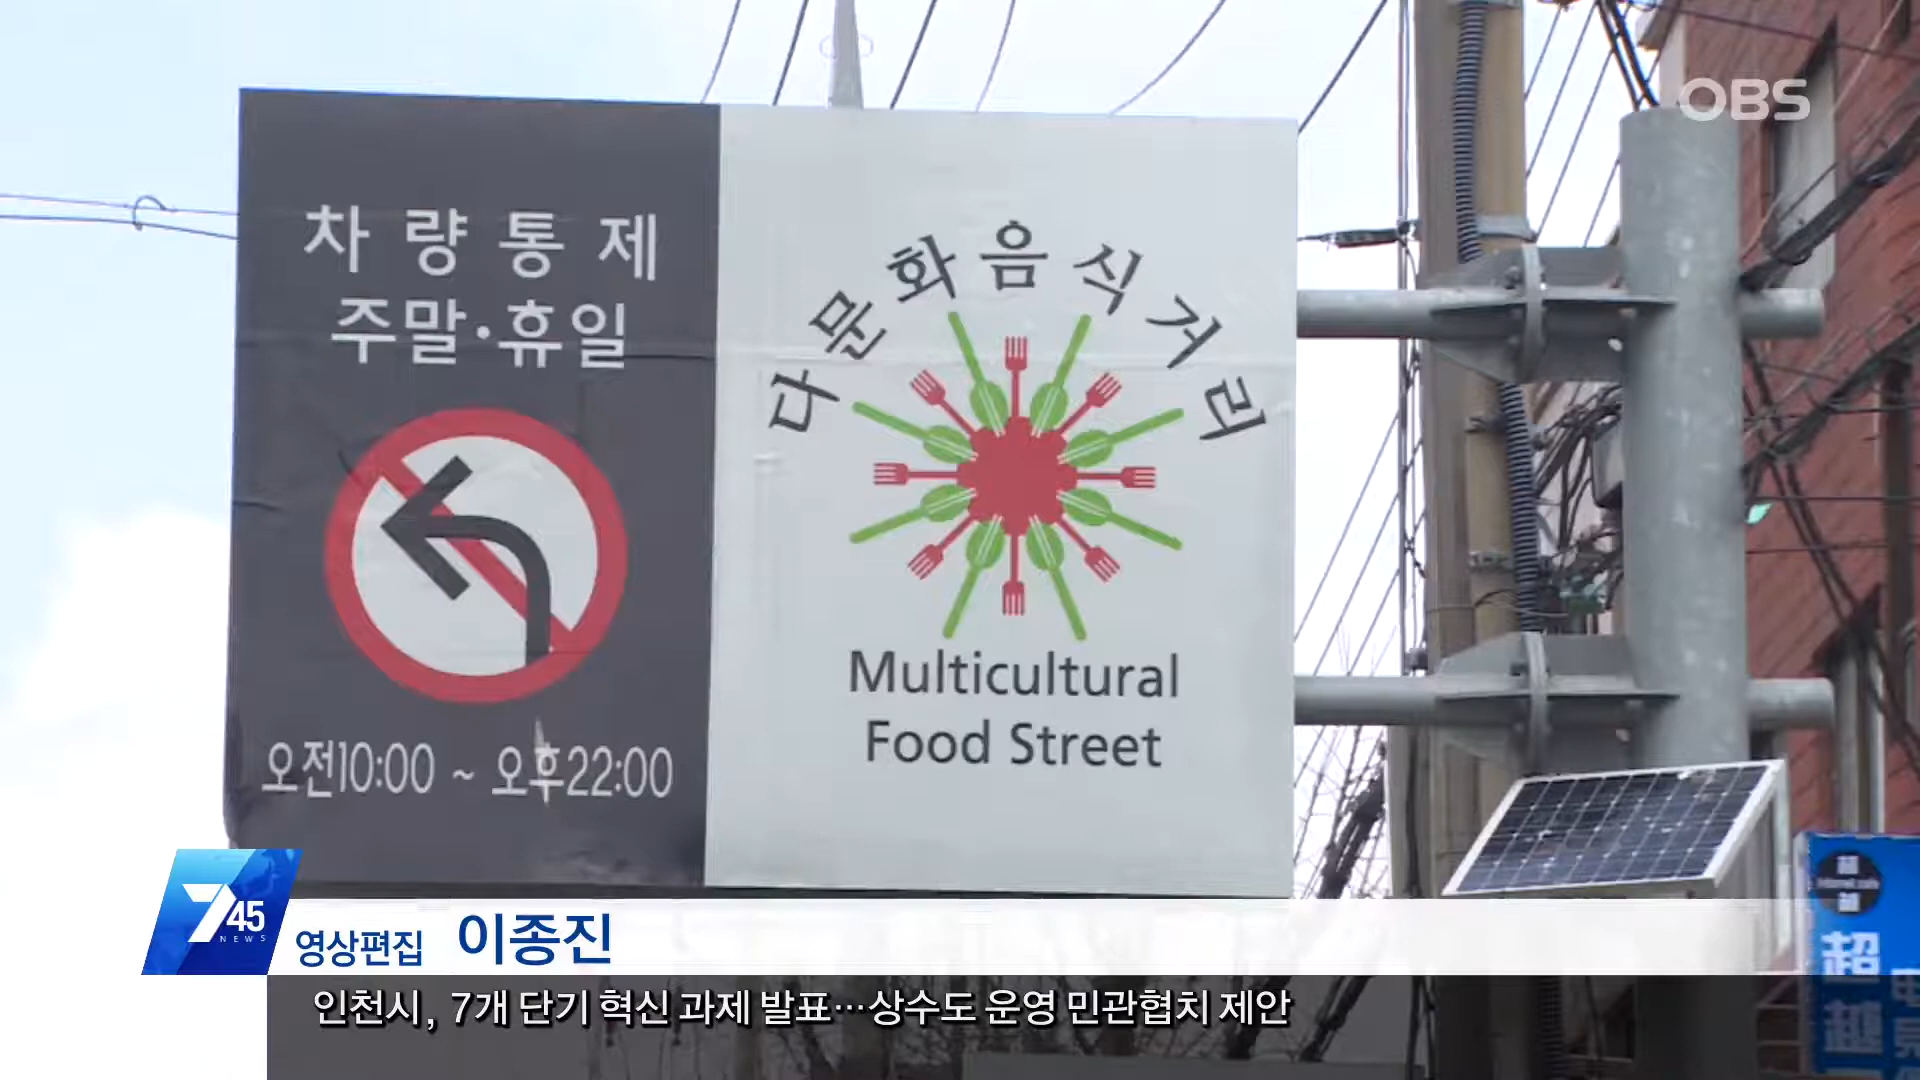 OBS
차량통제
주말·휴일
오전10:00 ~ 오후22:00
다문화음식거리
Multicultural
Food Street
745
NEWS
영상편집 이종진
인천시, 7개 단기 혁신 과제 발표…상수도 운영 민관협치 제안
超
越
电